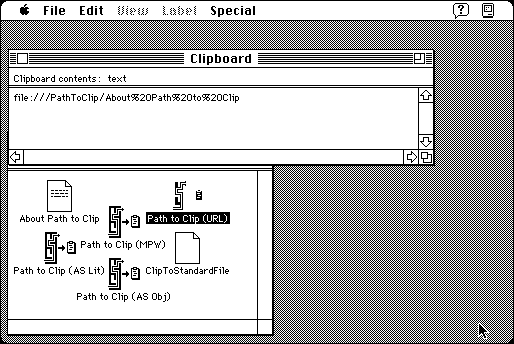 File Edit View Label
Clipboard
Clipboard contents: text
file:///PathToClip/About%20Path%20to%20Clip
About Path to Clip
Path to Clip (URL)
Path to Clip (MPW)
Path to Clip (AS Lit)
ClipToStandardFile
Path to Clip (AS Obj)